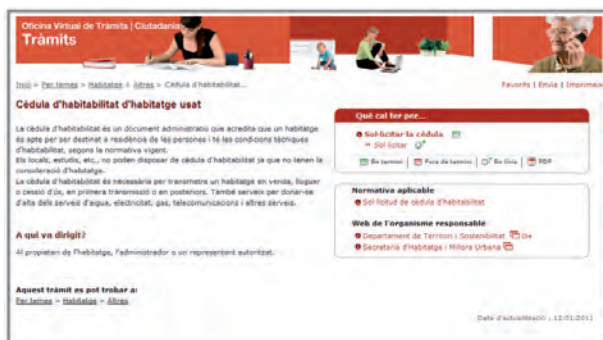 Oficina Virtual de Tràmits | Ciutadania
Tràmits
Inici > Per temes > Habitatge > Altres > Cèdula d'habitabilitat...
Favorits | Envia | Imprimeix
Cèdula d'habitabilitat d'habitatge usat
La cèdula d'habitabilitat és un document administratiu que acredita que un habitatge
és apte per ser destinat a residència de les persones i té les condicions tècniques
d'habitabilitat, segons la normativa vigent.
Els locals, estudis, etc., no poden disposar de cèdula d'habitabilitat ja que no tenen la
consideració d'habitatge.
La cèdula d'habitabilitat és necessària per transmetre un habitatge en venda, lloguer
o cessió d'ús, en primera transmissió o en posteriors. També serveix per donar-se
d'alta dels serveis d'aigua, electricitat, gas, telecomunicacions i altres serveis.
A qui va dirigit?
Al propietari de l'habitatge, l'administrador o un representant autoritzat.
Aquest tràmit es pot trobar a:
Per temes > Habitatge > Altres
Què cal fer per...
Sol·licitar la cèdula
Sol·licitar
En termini | Fora de termini | En línia | PDF
Normativa aplicable
Sol·licitud de cèdula d'habitabilitat
Web de l'organisme responsable
Departament de Territori i Sostenibilitat
Secretaria d'Habitatge i Millora Urbana
Data d'actualització : 12.01.2011